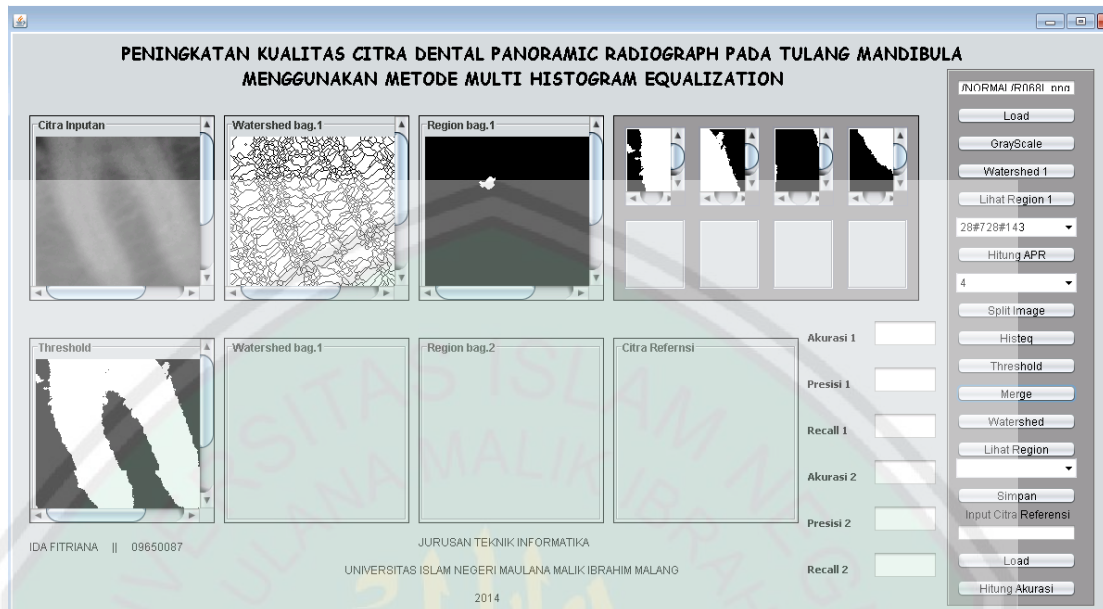 PENINGKATAN KUALITAS CITRA DENTAL PANORAMIC RADIOGRAPH PADA TULANG MANDIBULA
MENGGUNAKAN METODE MULTI HISTOGRAM EQUALIZATION
Citra Inputan
Watershed bag.1
Region bag.1
Threshold
Watershed bag.1
Region bag.2
Citra Refernsi
Akurasi 1
Presisi 1
Recall 1
Akurasi 2
Presisi 2
Recall 2
/NORMAL/R068L.png
Load
GrayScale
Watershed 1
Lihat Region 1
28#728#143
Hitung APR
4
Split Image
Histeq
Threshold
Merge
Watershed
Lihat Region
Simpan
Input Citra Referensi
Load
Hitung Akurasi
IDA FITRIANA || 09650087
JURUSAN TEKNIK INFORMATIKA
UNIVERSITAS ISLAM NEGERI MAULANA MALIK IBRAHIM MALANG
2014